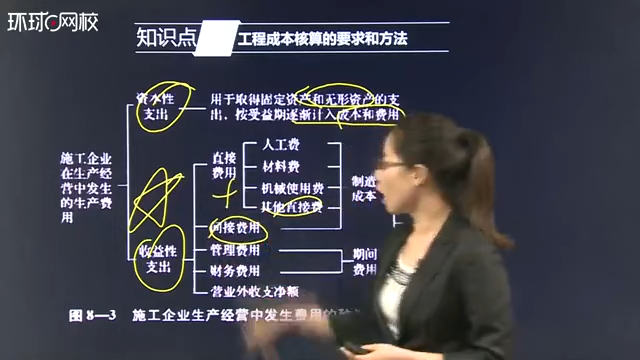 环球网校
知识点
工程成本核算的要求和方法
资本性
支出
用于取得固定资产和无形资产的支
出，按受益期逐渐计入成本和费用
施工企业
在生产经
营中发生
的生产费
用
直接
费用
人工费
材料费
机械使用费
其他直接费
制造
成本
间接费用
收益性
支出
管理费用
财务费用
期间
费用
营业外收支净额
图8—3 施工企业生产经营中发生费用的